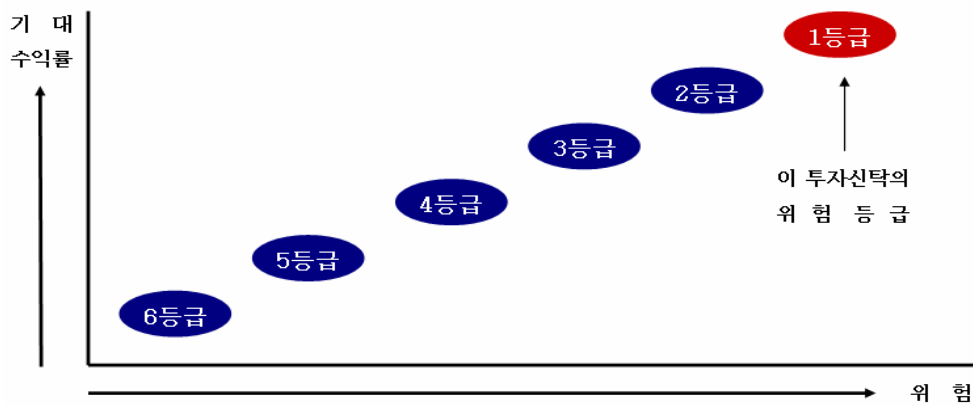 기 대
수익률
1등급
2등급
3등급
이 투자신탁의
위 험 등 급
4등급
5등급
6등급
위 험